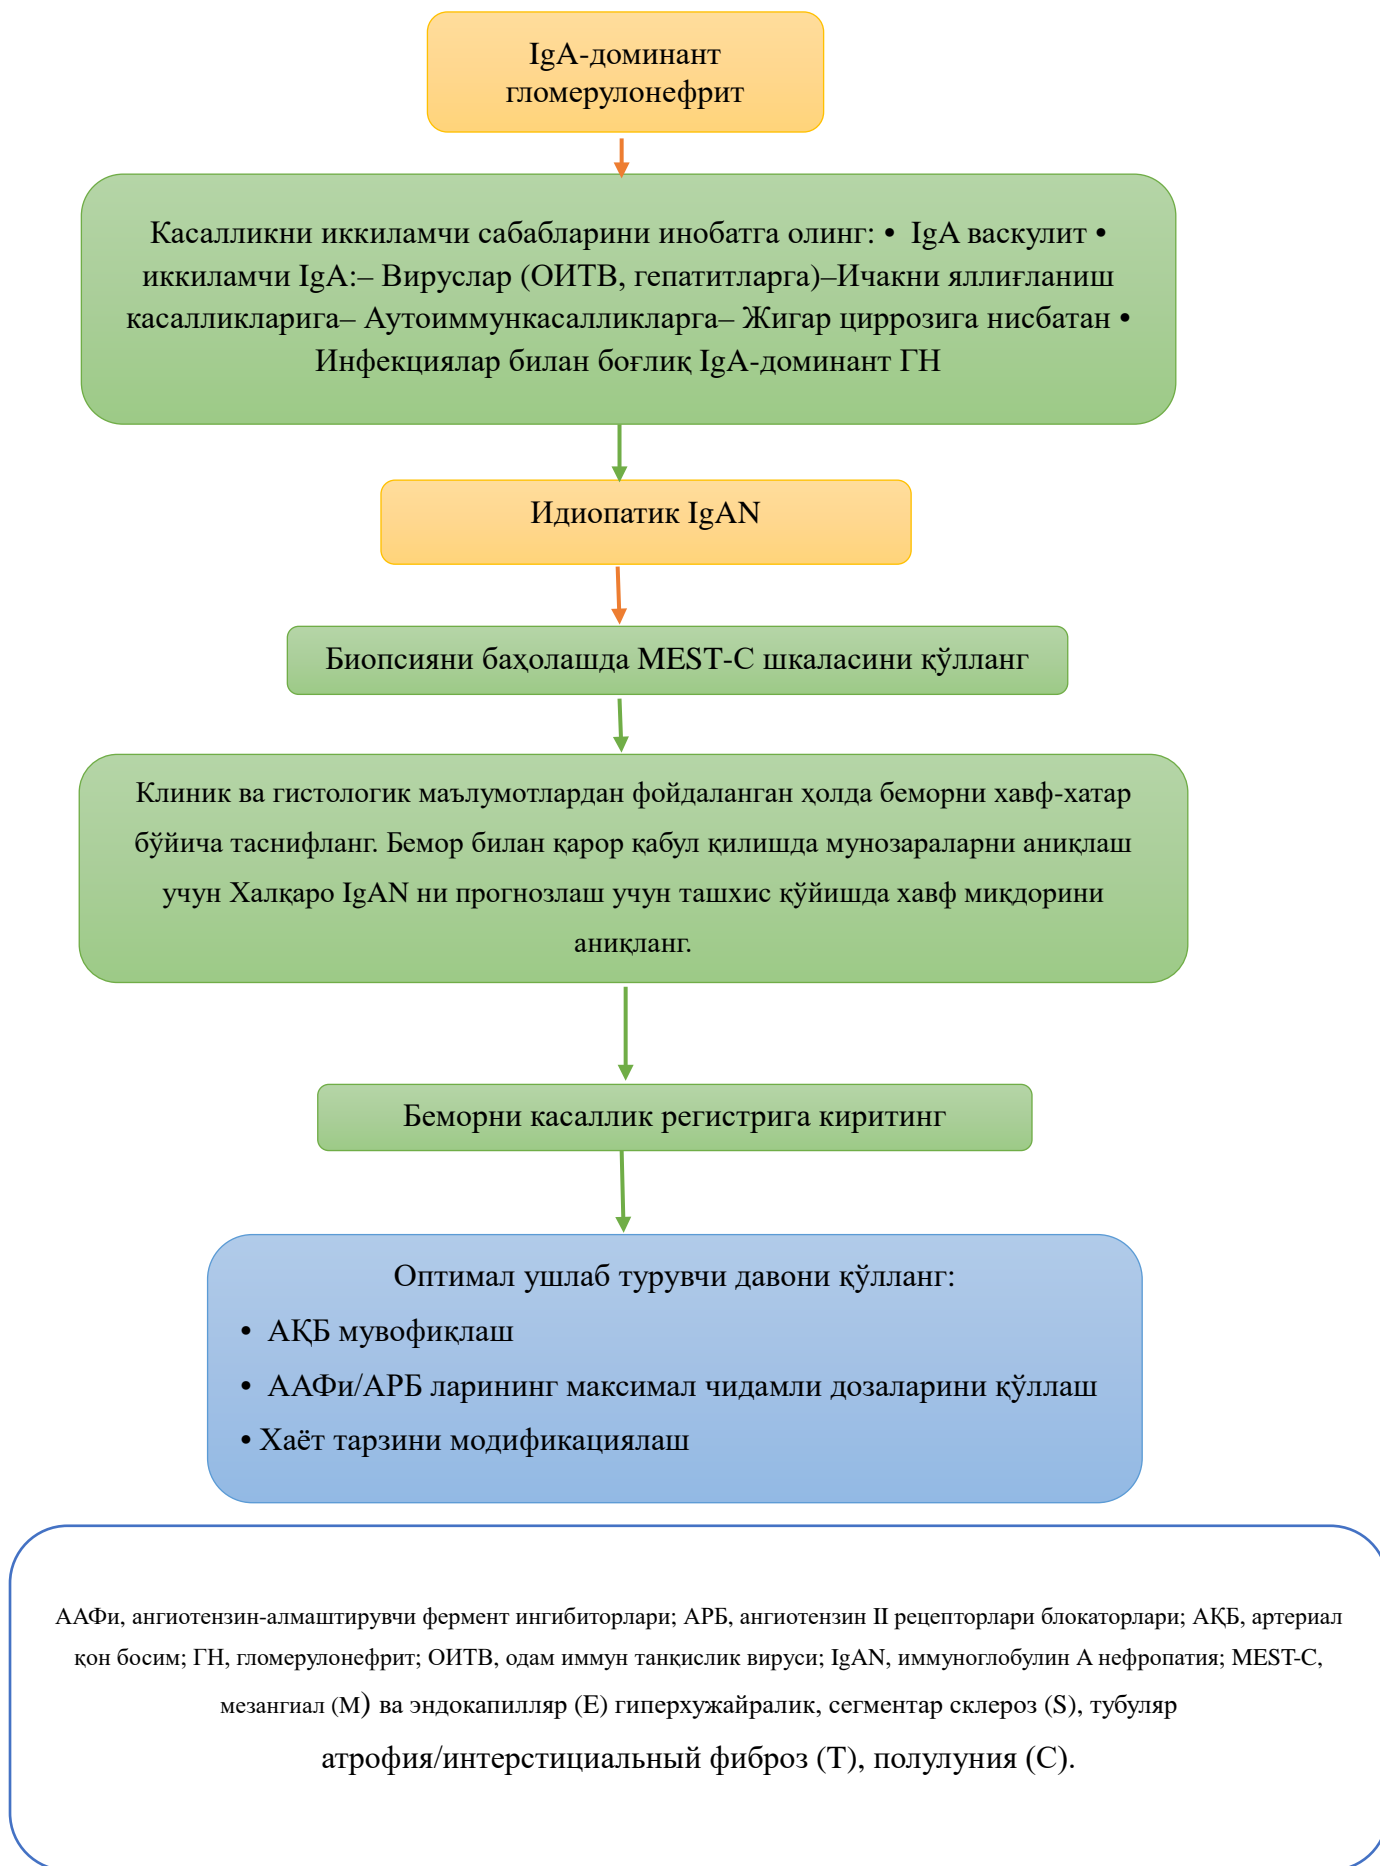 IgA-доминант
гломерулонефрит
Касалликни иккиламчи сабабларини инобатга олинг: • IgA васкулит •
иккиламчи IgA:– Вируслар (ОИТВ, гепатитларга)–Ичакни яллиғланиш
касалликларига– Аутоиммункасалликларга– Жигар циррозига нисбатан •
Инфекциялар билан боғлиқ IgA-доминант ГН
Идиопатик IgAN
Биопсияни баҳолашда MEST-C шкаласини қўлланг
Клиник ва гистологик маълумотлардан фойдаланган ҳолда беморни хавф-хатар
бўйича таснифланг. Бемор билан қарор қабул қилишда мунозараларни аниқлаш
учун Халқаро IgAN ни прогнозлаш учун ташхис қўйишда хавф миқдорини
аниқланг.
Беморни касаллик регистрига киритинг
Оптимал ушлаб турувчи давони қўлланг:
• АҚБ мувофиқлаш
• ААФи/АРБ ларининг максимал чидамли дозаларини қўллаш
• Хаёт тарзини модификациялаш
ААФи, ангиотензин-алмаштирувчи фермент ингибиторлари; АРБ, ангиотензин II рецепторлари блокаторлари; АҚБ, артериал
қон босим; ГН, гломерулонефрит; ОИТВ, одам иммун танқислик вируси; IgAN, иммуноглобулин А нефропатия; MEST-C,
мезангиал (M) ва эндокапилляр (E) гиперхужайралик, сегментар склероз (S), тубуляр
атрофия/интерстициальный фиброз (T), полулуния (C).